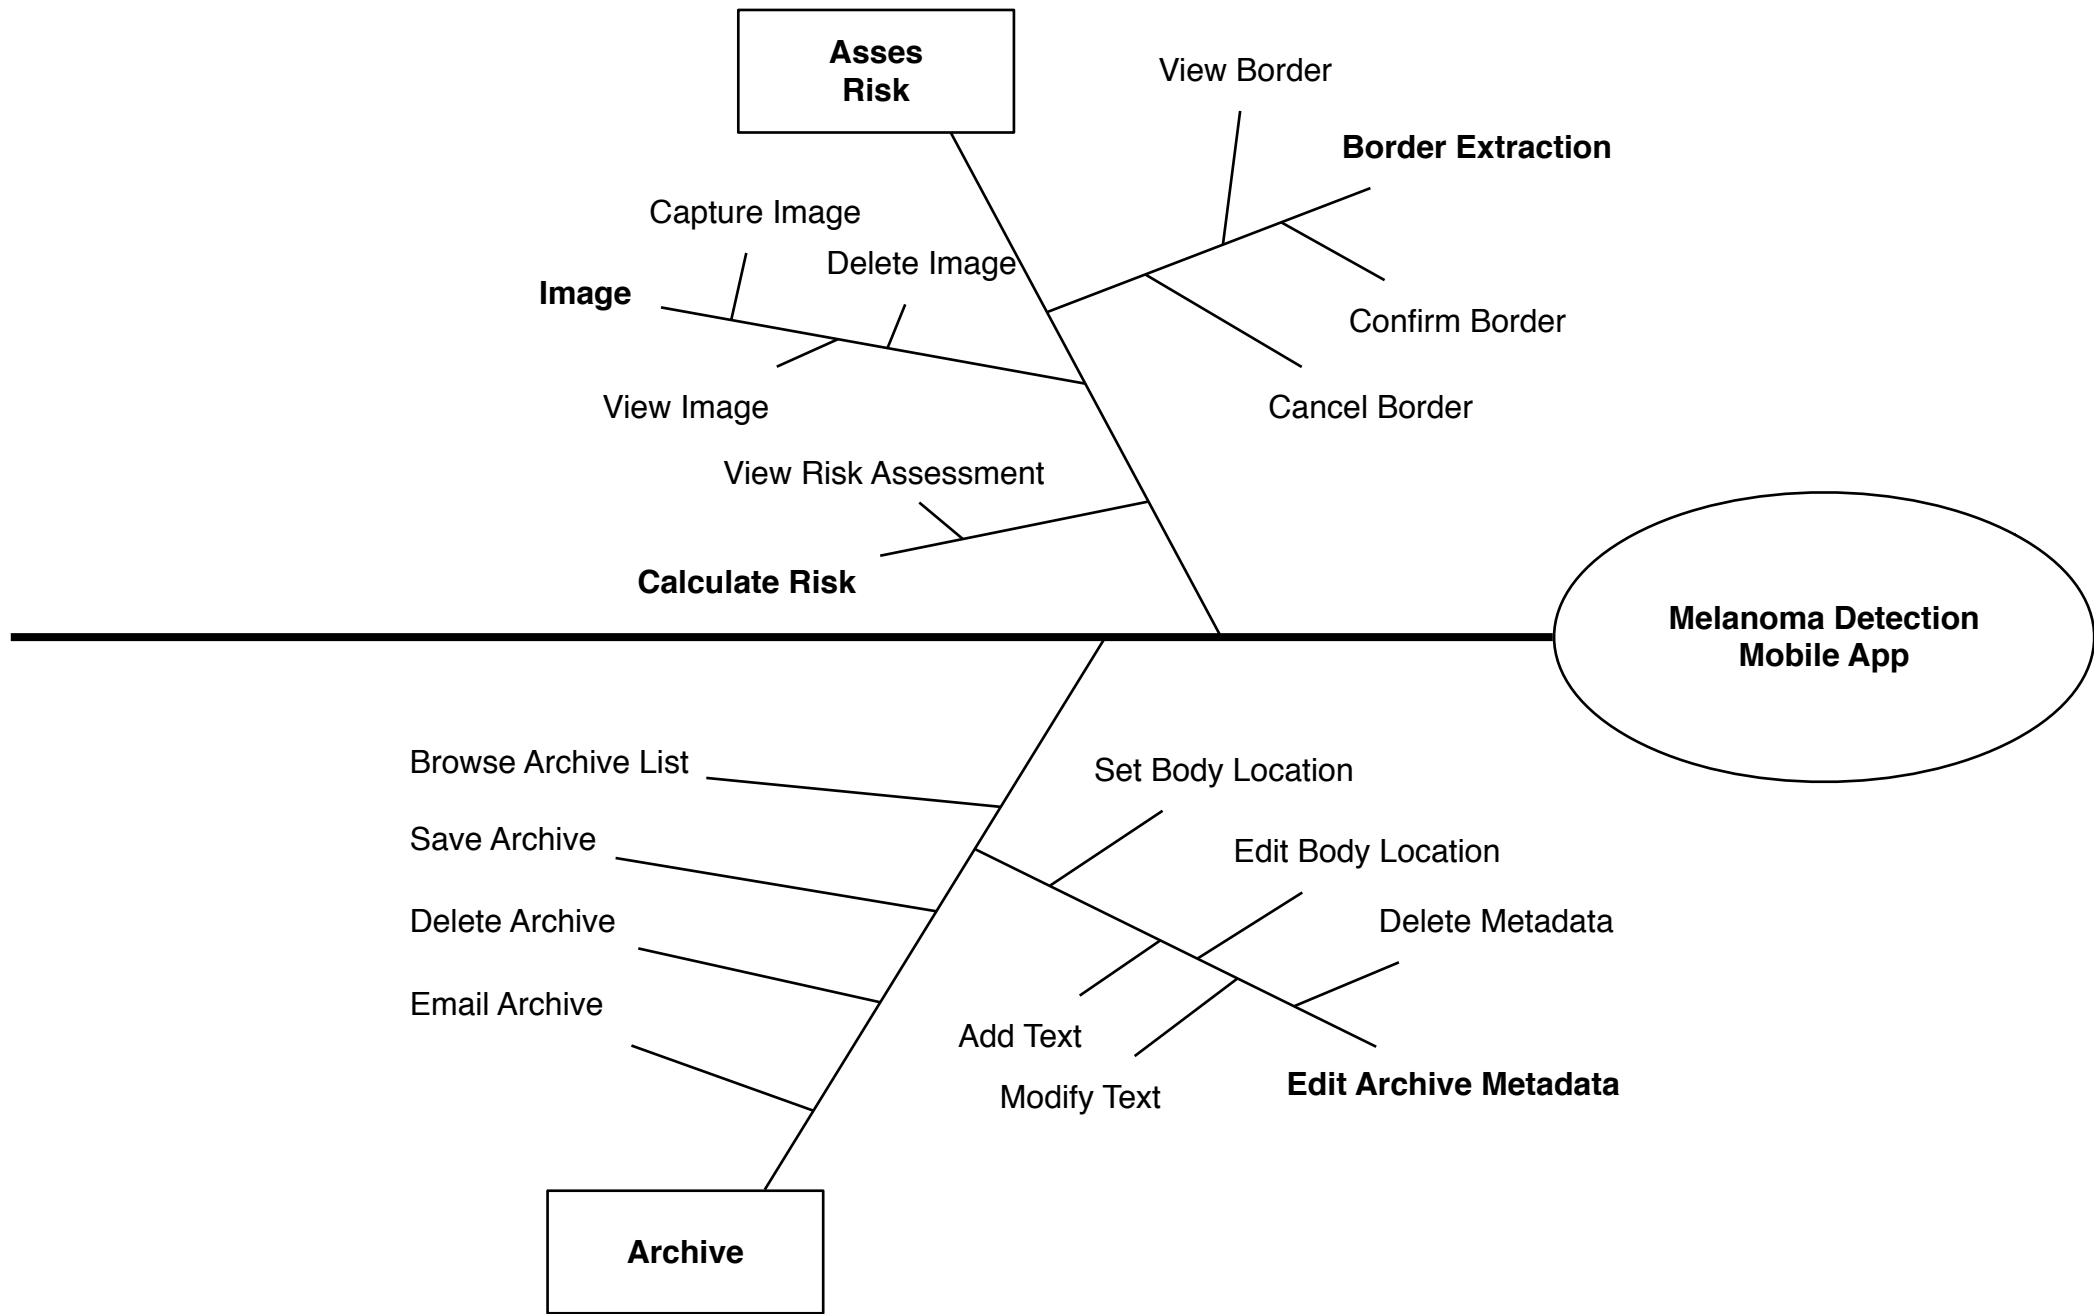 Asses
Risk
View Border
Border Extraction
Capture Image
Delete Image
Image
Confirm Border
View Image
Cancel Border
View Risk Assessment
Calculate Risk
Melanoma Detection
Mobile App
Browse Archive List
Set Body Location
Save Archive
Edit Body Location
Delete Archive
Delete Metadata
Email Archive
Add Text
Modify Text
Edit Archive Metadata
Archive